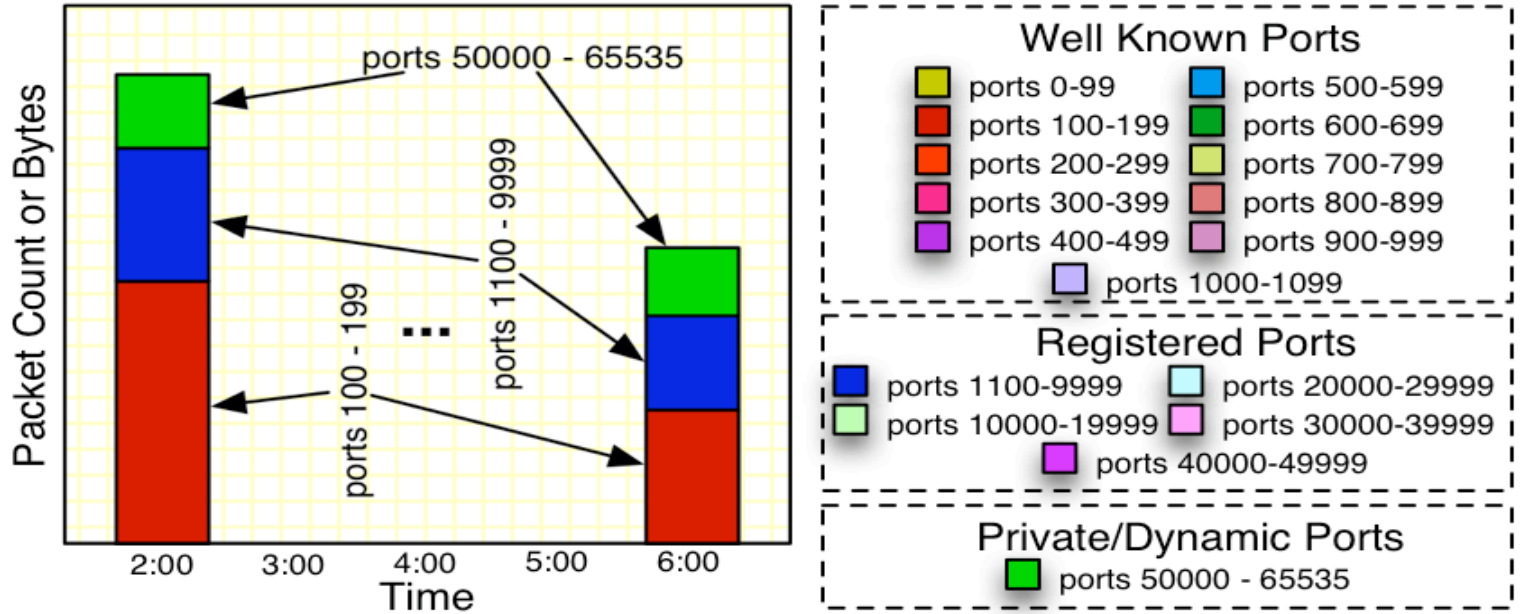 Packet Count or Bytes
ports 50000 - 65535
ports 1100 - 9999
ports 100 - 199
...
2:00 3:00 4:00 5:00 6:00
Time
Well Known Ports
ports 0-99 ports 500-599
ports 100-199 ports 600-699
ports 200-299 ports 700-799
ports 300-399 ports 800-899
ports 400-499 ports 900-999
ports 1000-1099
Registered Ports
ports 1100-9999 ports 20000-29999
ports 10000-19999 ports 30000-39999
ports 40000-49999
Private/Dynamic Ports
ports 50000 - 65535